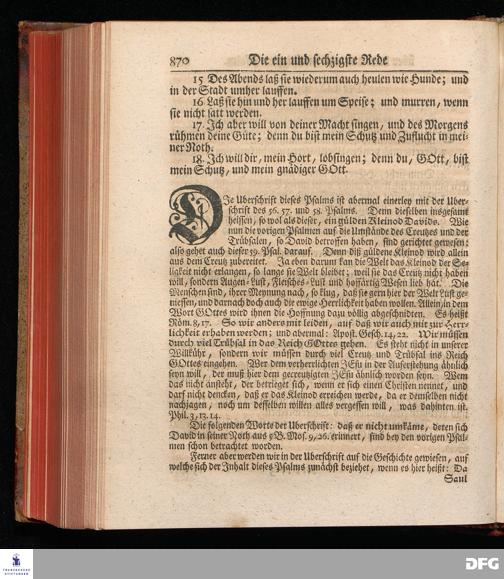 870 Die ein und sechzigste Rede
15 Des Abends laß sie wiederum auch heulen wie Hunde; und
in der Stadt umher lauffen.
16. Laß sie hin und her lauffen um Speise; und murren, wenn
sie nicht satt werden.
17. Ich aber will von deiner Macht singen, und des Morgens
rühmen deine Güte; denn du bist mein Schutz und Zuflucht in mei-
ner Noth.
18. Ich will dir, mein Hort, lobsingen; denn du, GOtt, bist
mein Schutz, und mein gnädiger GOtt.
DIe Uberschrift dieses Psalms ist abermal einerley mit der Uber-
schrift des 56. 57. und 58. Psalms. Denn dieselben insgesamt
heissen, so wol als dieser, ein gülden Kleinod Davids. Wie
nun die vorigen Psalmen auf die Umstände des Creutzes und der
Trübsalen, so David betroffen haben, sind gerichtet gewesen:
also gehet auch dieser 59. Psal. darauf. Denn diß güldene Kleinod wird allein
aus dem Creutz zubereitet. Ja eben darum kan die Welt das Kleinod der Se-
ligkeit nicht erlangen, so lange sie Welt bleibet; weil sie das Creutz nicht haben
will, sondern Augen-Lust, Fleisches-Lust und hoffärtig Wesen lieb hat. Die
Menschen sind, ihrer Meynung nach, so klug, daß sie gern hier der Welt Lust ge-
niessen, und darnach doch auch die ewige Herrlichkeit haben wollen. Allein, in dem
Wort GOttes wird ihnen die Hoffnung dazu völlig abgeschnidten. Es heißt
Röm. 8, 17. So wir anders mit leiden, auf daß wir auch mit zur Herr-
lichkeit erhaben werden; und abermal: Apost. Gesch. 14, 22. Wir müssen
durch viel Trübsal in das Reich GOttes gehen. Es steht nicht in unserer
Willkühr, sondern wir müssen durch viel Creutz und Trübsal ins Reich
GOttes eingehen. Wer dem verherrlichten JEsu in der Auferstehung ähnlich
seyn will, der muß hier dem gecreutzigten JEsu ähnlich worden seyn. Wem
das nicht ansteht, der betrieget sich, wenn er sich einen Christen nennet, und
darf nicht dencken, daß er das Kleinod erreichen werde, da er demselben nicht
nachjagen, noch um desselben willen alles vergessen will, was dahinten ist.
Phil. 3, 13. 14.
Die folgenden Worte der Uberschrift: daß er nicht umkäme, deren sich
David in seiner Noth aus 5 B. Mos. 9, 26. erinnert, sind bey den vorigen Psal-
men schon betrachtet worden.
Ferner aber werden wir in der Uberschrift auf die Geschichte gewiesen, auf
welche sich der Inhalt dieses Psalms zunächst beziehet, wenn es hier heißt: Da
Saul
FRANCKESCHE
STIFTUNGEN
DFG